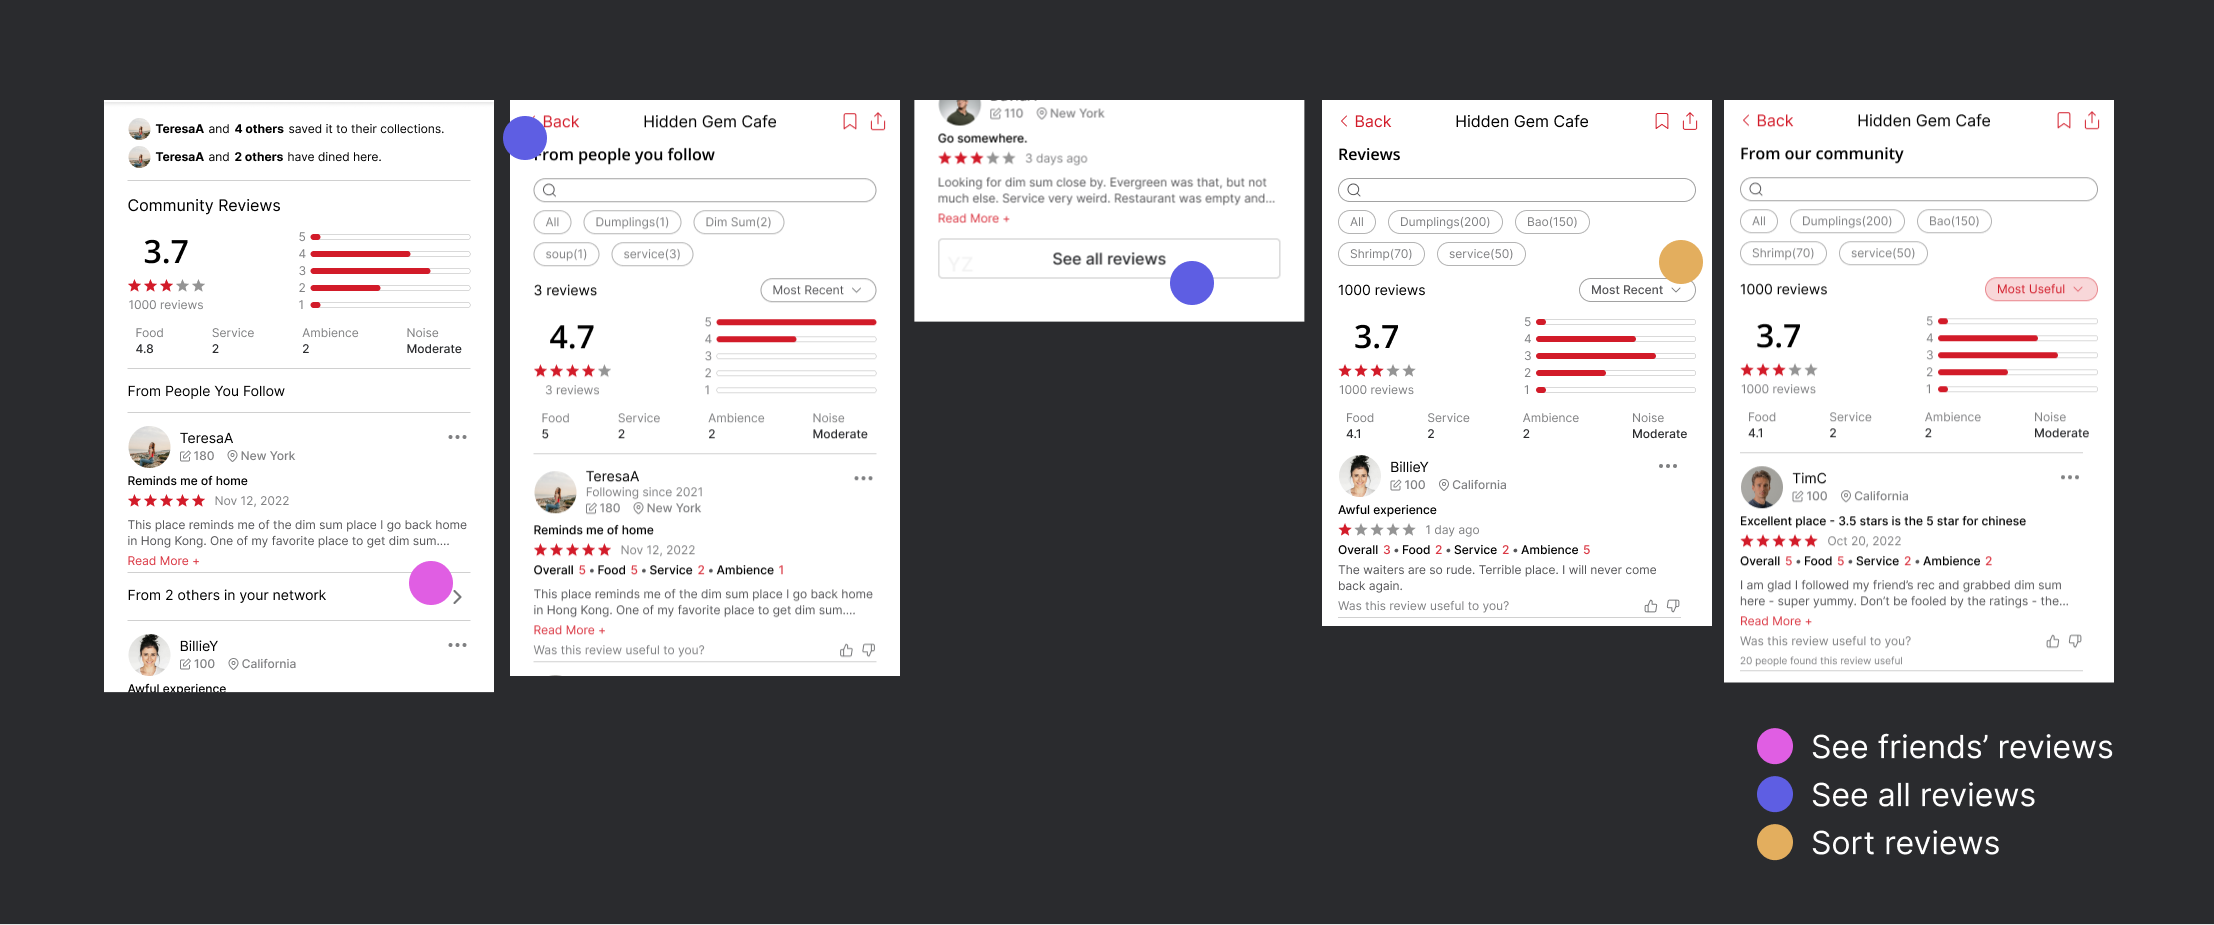 TeresaA and 4 others saved it to their collections.
TeresaA and 2 others have dined here.
Community Reviews
3.7
1000 reviews
5
4
3
2
1
Food Service Ambience Noise
4.8 2 2 Moderate
From People You Follow
TeresaA
180 New York
Reminds me of home
Nov 12, 2022
This place reminds me of the dim sum place I go back home
in Hong Kong. One of my favorite place to get dim sum....
Read More +
From 2 others in your network
BillieY
100 California
Awful experience
Back Hidden Gem Cafe
From people you follow
All Dumplings(1) Dim Sum(2)
soup(1) service(3)
3 reviews Most Recent
4.7
3 reviews
5
4
3
2
1
Food Service Ambience Noise
5 2 2 Moderate
TeresaA
Following since 2021
180 New York
Reminds me of home
Nov 12, 2022
Overall 5 • Food 5 • Service 2 • Ambience 1
This place reminds me of the dim sum place I go back home
in Hong Kong. One of my favorite place to get dim sum....
Read More +
Was this review useful to you?
110 New York
Go somewhere.
3 days ago
Looking for dim sum close by. Evergreen was that, but not
much else. Service very weird. Restaurant was empty and...
Read More +
YZ
See all reviews
Back Hidden Gem Cafe
Reviews
All Dumplings(200) Bao(150)
Shrimp(70) service(50)
1000 reviews Most Recent
3.7
1000 reviews
5
4
3
2
1
Food Service Ambience Noise
4.1 2 2 Moderate
BillieY
100 California
Awful experience
1 day ago
Overall 3 • Food 2 • Service 2 • Ambience 5
The waiters are so rude. Terrible place. I will never come
back again.
Was this review useful to you?
Back Hidden Gem Cafe
From our community
All Dumplings(200) Bao(150)
Shrimp(70) service(50)
1000 reviews Most Useful
3.7
1000 reviews
5
4
3
2
1
Food Service Ambience Noise
4.1 2 2 Moderate
TimC
100 California
Excellent place - 3.5 stars is the 5 star for chinese
Oct 20, 2022
Overall 5 • Food 5 • Service 2 • Ambience 2
I am glad I followed my friend's rec and grabbed dim sum
here - super yummy. Don't be fooled by the ratings - the...
Read More +
Was this review useful to you?
20 people found this review useful
See friends' reviews
See all reviews
Sort reviews